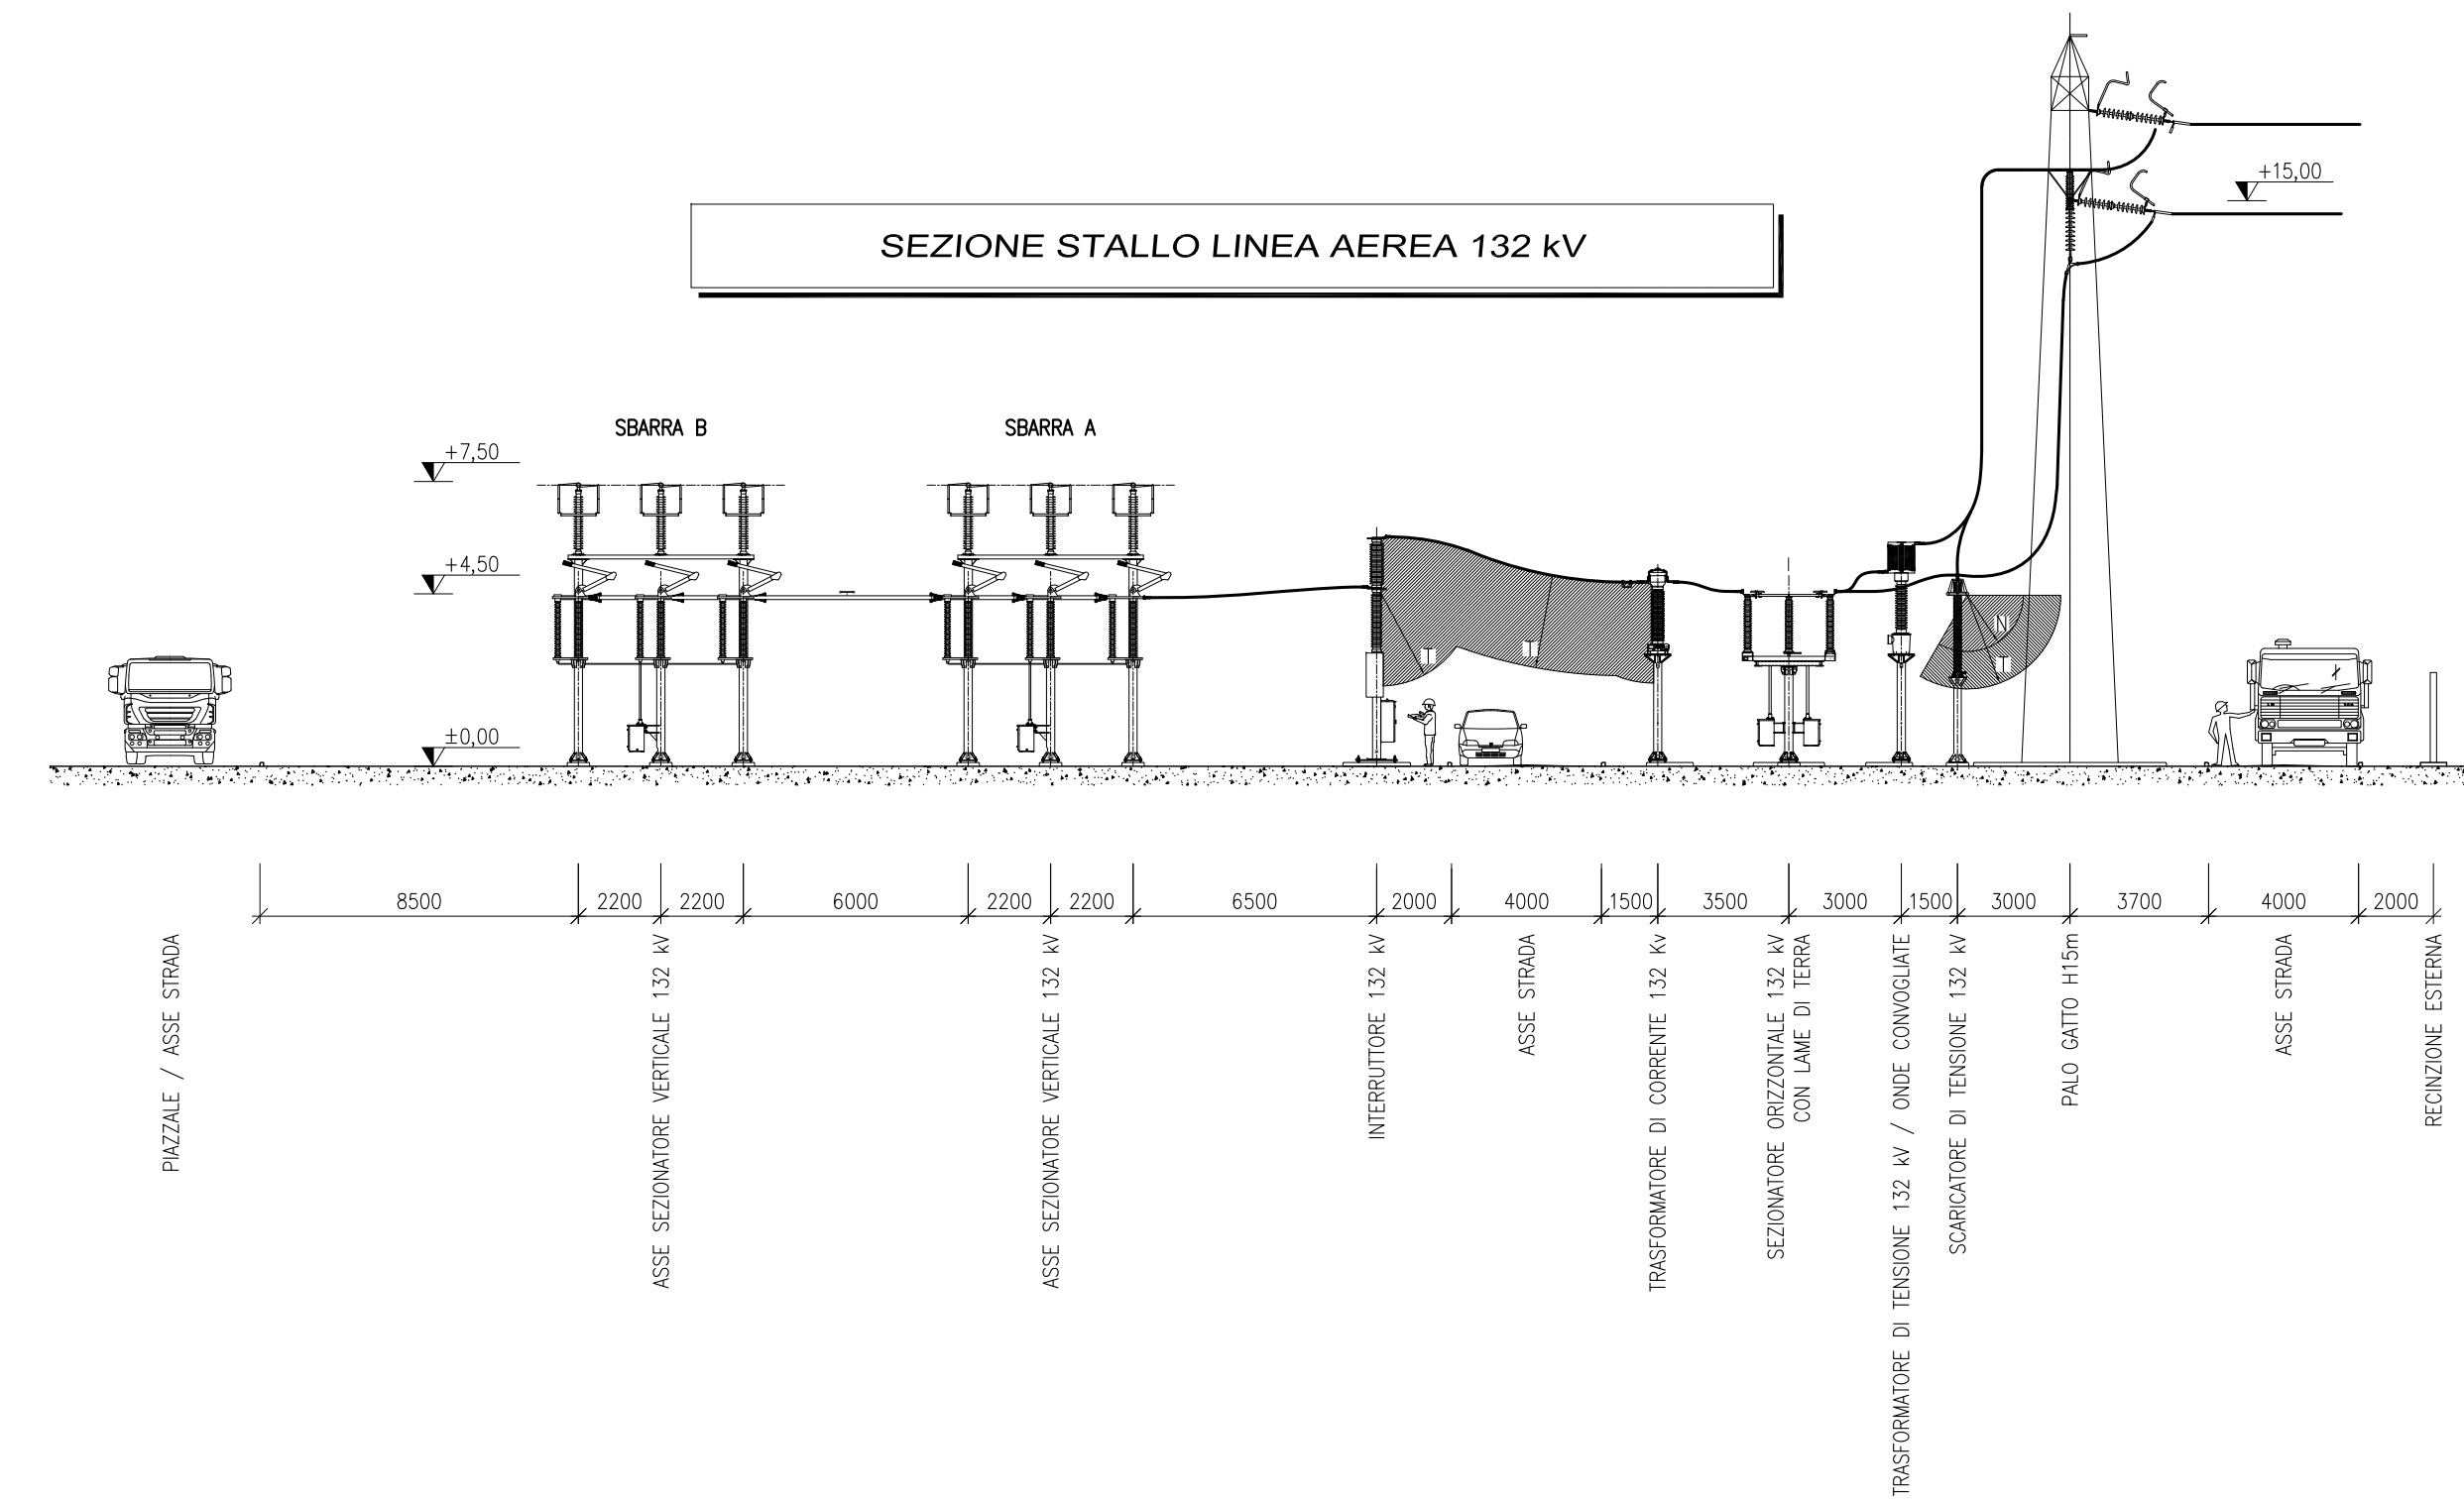 +15,00
SEZIONE STALLO LINEA AEREA 132 kV
SBARRA B
SBARRA A
+7,50
+4,50
N
T
T
T
±0,00
8500
2200
2200
6000
2200
2200
6500
2000
4000
1500
3500
3000
1500
3000
3700
4000
2000
PIAZZALE / ASSE STRADA
ASSE SEZIONATORE VERTICALE 132 kV
ASSE SEZIONATORE VERTICALE 132 kV
INTERRUTTORE 132 kV
ASSE STRADA
TRASFORMATORE DI CORRENTE 132 Kv
SEZIONATORE ORIZZONTALE 132 kV
CON LAME DI TERRA
TRASFORMATORE DI TENSIONE 132 kV / ONDE CONVOGLIATE
SCARICATORE DI TENSIONE 132 kV
PALO GATTO H15m
ASSE STRADA
RECINZIONE ESTERNA